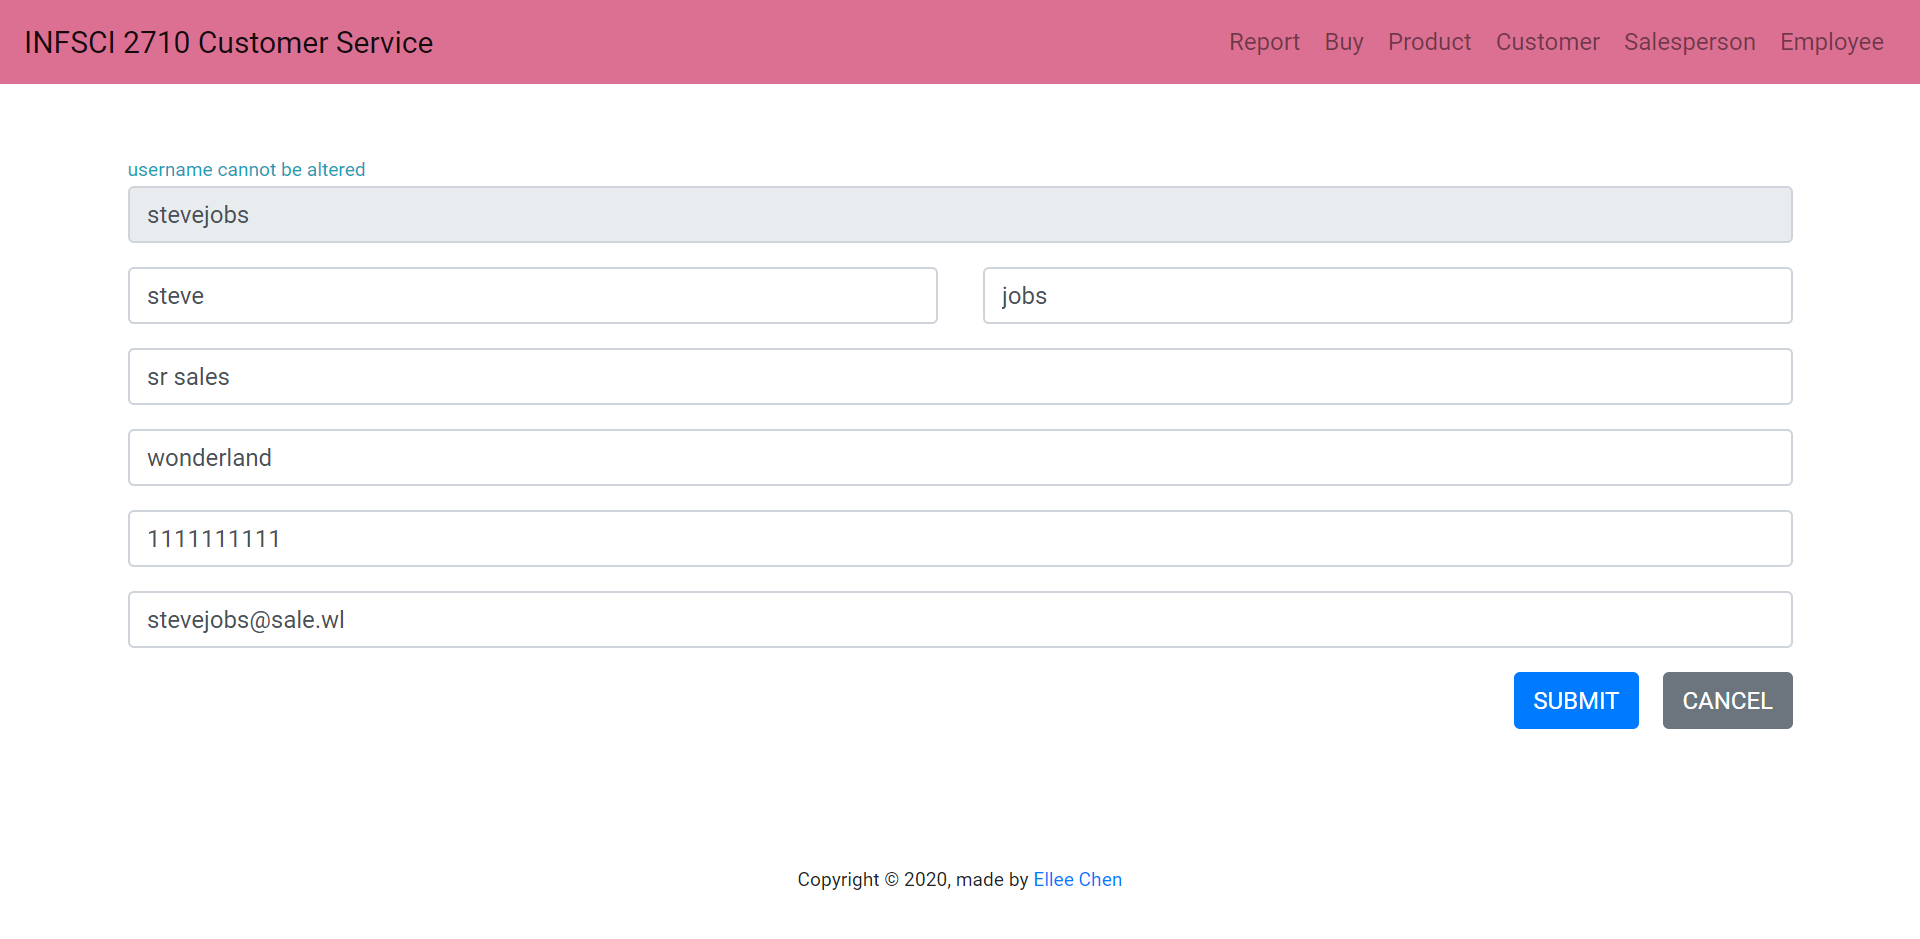 INFSCI 2710 Customer Service Report Buy Product Customer Salesperson Employee
username cannot be altered
stevejobs
steve jobs
sr sales
wonderland
1111111111
stevejobs@sale.wl
SUBMIT CANCEL
Copyright © 2020, made by Ellee Chen